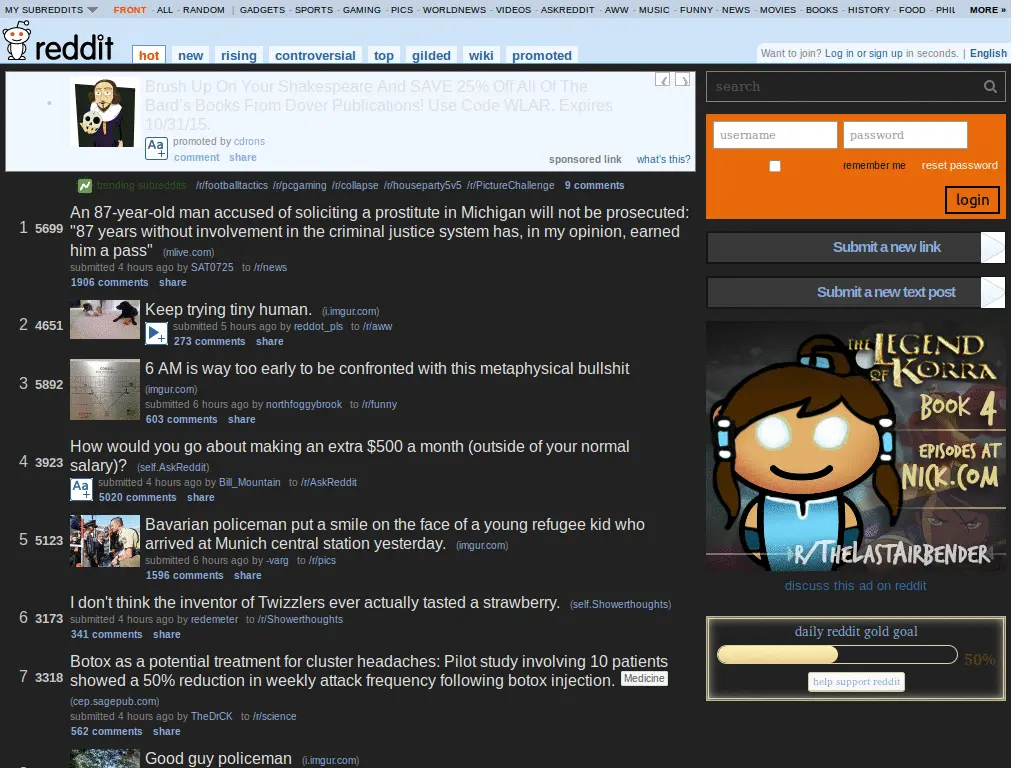 MY SUBREDDITS FRONT - ALL - RANDOM | GADGETS - SPORTS - GAMING - PICS - WORLDNEWS - VIDEOS - ASKREDDIT - AWW - MUSIC - FUNNY - NEWS - MOVIES - BOOKS - HISTORY - FOOD - PHIL MORE »
reddit hot new rising controversial top gilded wiki promoted
Want to join? Log in or sign up in seconds. | English
Brush Up On Your Shakespeare And SAVE 25% Off All Of The
Bard's Books From Dover Publications! Use Code WLAR. Expires
10/31/15.
Aa+ promoted by cdrons
comment share
sponsored link what's this?
trending subreddits /r/footballtactics /r/pcgaming /r/collapse /r/houseparty5v5 /r/PictureChallenge 9 comments
1 5699
An 87-year-old man accused of soliciting a prostitute in Michigan will not be prosecuted:
"87 years without involvement in the criminal justice system has, in my opinion, earned
him a pass" (mlive.com)
submitted 4 hours ago by SAT0725 to /r/news
1906 comments share
2 4651
Keep trying tiny human. (i.imgur.com)
submitted 5 hours ago by reddot_pls to /r/aww
273 comments share
3 5892
6 AM is way too early to be confronted with this metaphysical bullshit
(imgur.com)
submitted 6 hours ago by northfoggybrook to /r/funny
603 comments share
4 3923
How would you go about making an extra $500 a month (outside of your normal
salary)? (self.AskReddit)
Aa+ submitted 4 hours ago by Bill_Mountain to /r/AskReddit
5020 comments share
5 5123
Bavarian policeman put a smile on the face of a young refugee kid who
arrived at Munich central station yesterday. (imgur.com)
submitted 6 hours ago by -varg to /r/pics
1596 comments share
6 3173
I don't think the inventor of Twizzlers ever actually tasted a strawberry. (self.Showerthoughts)
submitted 4 hours ago by redemeter to /r/Showerthoughts
341 comments share
7 3318
Botox as a potential treatment for cluster headaches: Pilot study involving 10 patients
showed a 50% reduction in weekly attack frequency following botox injection. Medicine
(cep.sagepub.com)
submitted 4 hours ago by TheDrCK to /r/science
562 comments share
Good guy policeman (i.imgur.com)
search
username password
remember me reset password
login
Submit a new link
Submit a new text post
THE LEGEND
OF KORRA
BOOK 4
EPISODES AT
NICK.COM
R/THELASTAIRBENDER
discuss this ad on reddit
daily reddit gold goal
50%
help support reddit